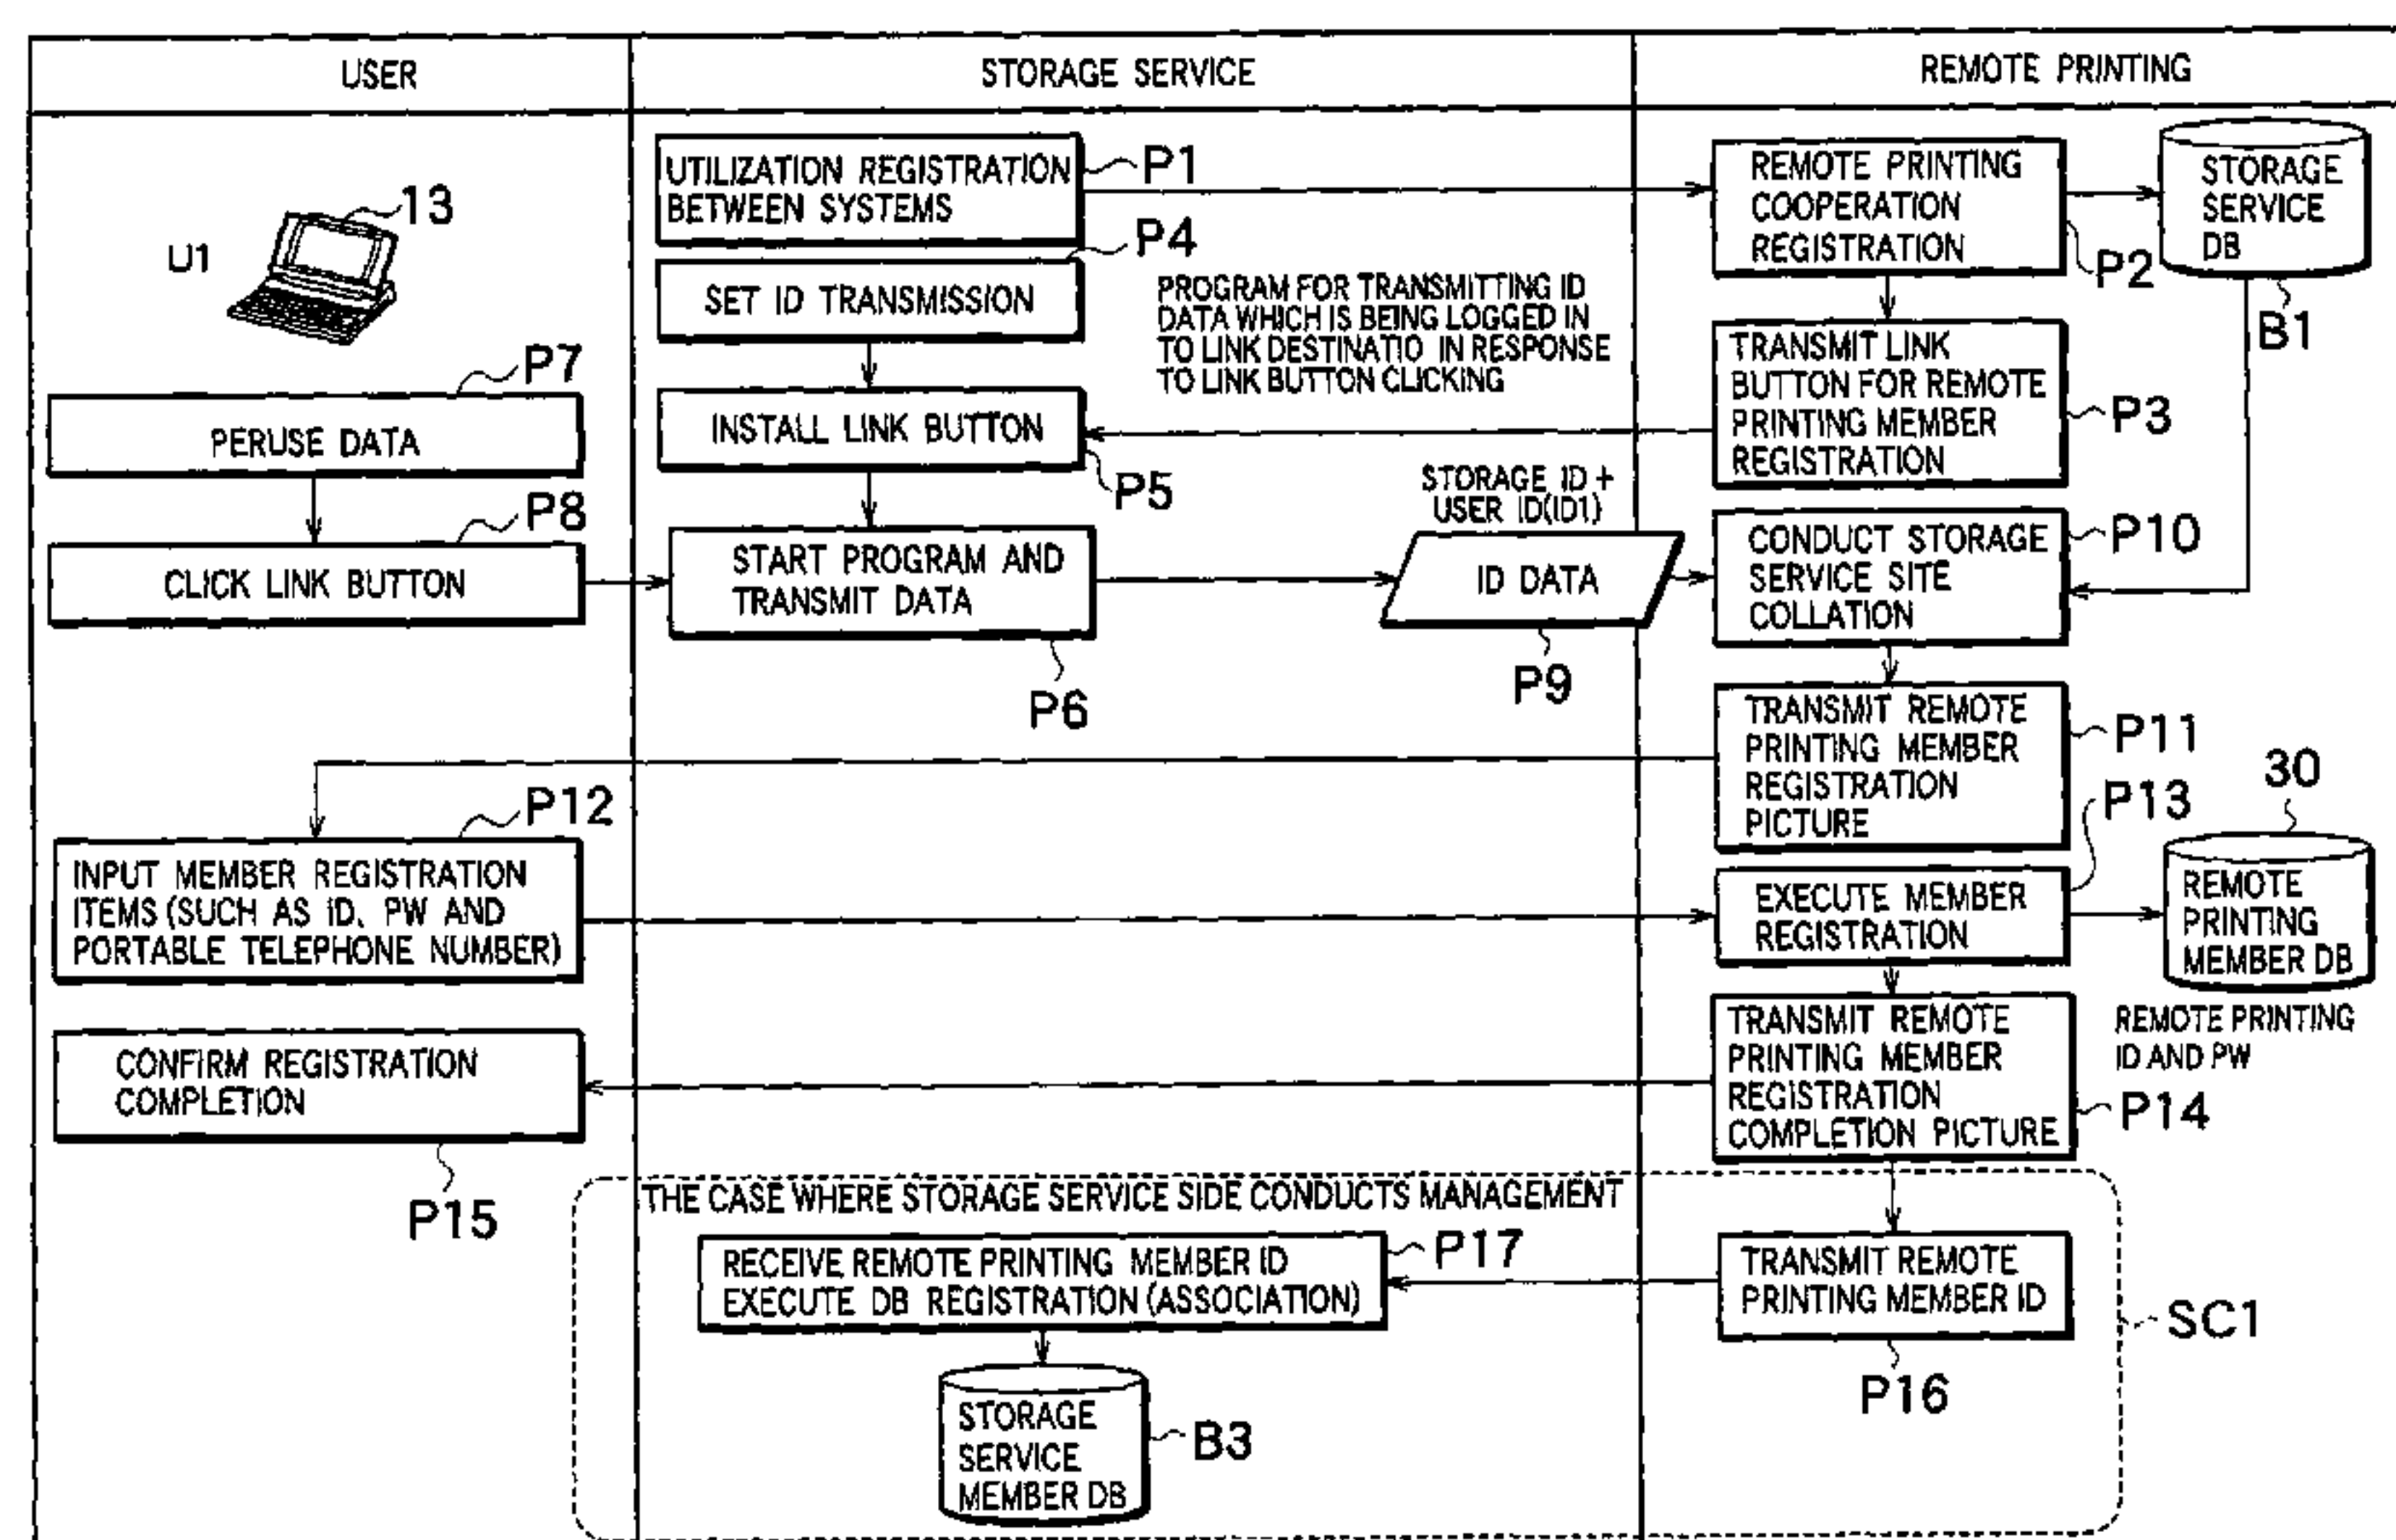 USER
STORAGE SERVICE
REMOTE PRINTING
UTILIZATION REGISTRATION
BETWEEN SYSTEMS
P1
REMOTE PRINTING
COOPERATION
REGISTRATION
P2
STORAGE
SERVICE
DB
B1
13
U1
P4
SET ID TRANSMISSION
PROGRAM FOR TRANSMITTING ID
DATA WHICH IS BEING LOGGED IN
TO LINK DESTINATIO IN RESPONSE
TO LINK BUTTON CLICKING
TRANSMIT LINK
BUTTON FOR REMOTE
PRINTING MEMBER
REGISTRATION
P3
P7
PERUSE DATA
INSTALL LINK BUTTON
P5
P8
CLICK LINK BUTTON
START PROGRAM AND
TRANSMIT DATA
P6
STORAGE ID +
USER ID(ID1)
ID DATA
P9
CONDUCT STORAGE
SERVICE SITE
COLLATION
P10
TRANSMIT REMOTE
PRINTING MEMBER
REGISTRATION
PICTURE
P11
P12
INPUT MEMBER REGISTRATION
ITEMS (SUCH AS ID, PW AND
PORTABLE TELEPHONE NUMBER)
P13
EXECUTE MEMBER
REGISTRATION
30
REMOTE
PRINTING
MEMBER DB
REMOTE PRINTING
ID AND PW
TRANSMIT REMOTE
PRINTING MEMBER
REGISTRATION
COMPLETION PICTURE
P14
CONFIRM REGISTRATION
COMPLETION
P15
THE CASE WHERE STORAGE SERVICE SIDE CONDUCTS MANAGEMENT
RECEIVE REMOTE PRINTING MEMBER ID
EXECUTE DB REGISTRATION (ASSOCIATION)
P17
TRANSMIT REMOTE
PRINTING MEMBER ID
P16
SC1
STORAGE
SERVICE
MEMBER DB
B3